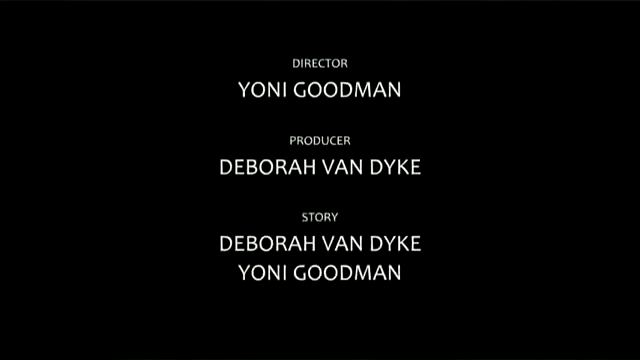 DIRECTOR
YONI GOODMAN
PRODUCER
DEBORAH VAN DYKE
STORY
DEBORAH VAN DYKE
YONI GOODMAN